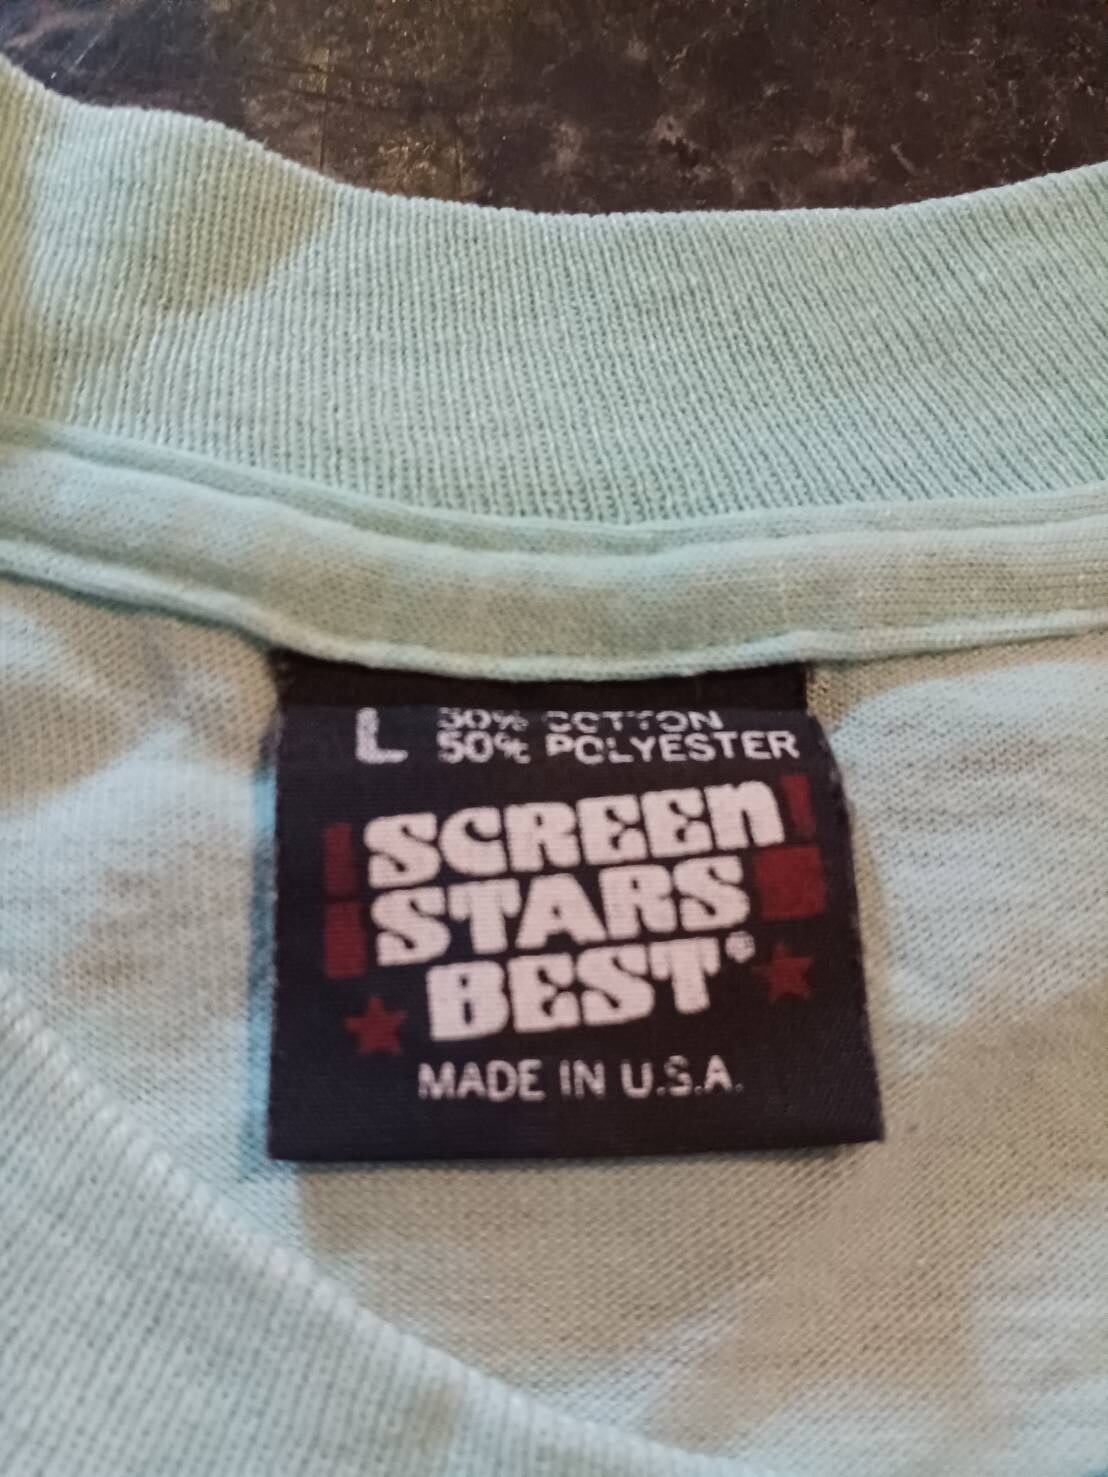 L 50% COTTON
50% POLYESTER
SCREEN
STARS
BEST®
MADE IN U.S.A.